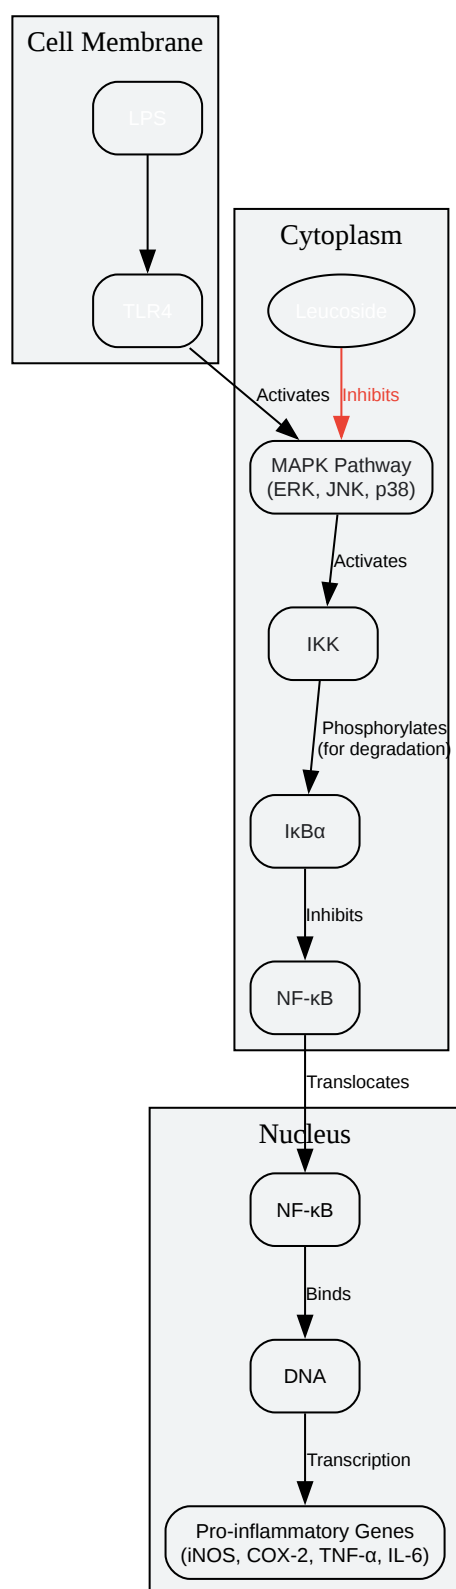 Cell Membrane
LPS
TLR4
Cytoplasm
Leucoside
Activates
Inhibits
MAPK Pathway
(ERK, JNK, p38)
Activates
IKK
Phosphorylates
(for degradation)
IκBα
Inhibits
NF-κB
Translocates
Nucleus
NF-κB
Binds
DNA
Transcription
Pro-inflammatory Genes
(iNOS, COX-2, TNF-α, IL-6)